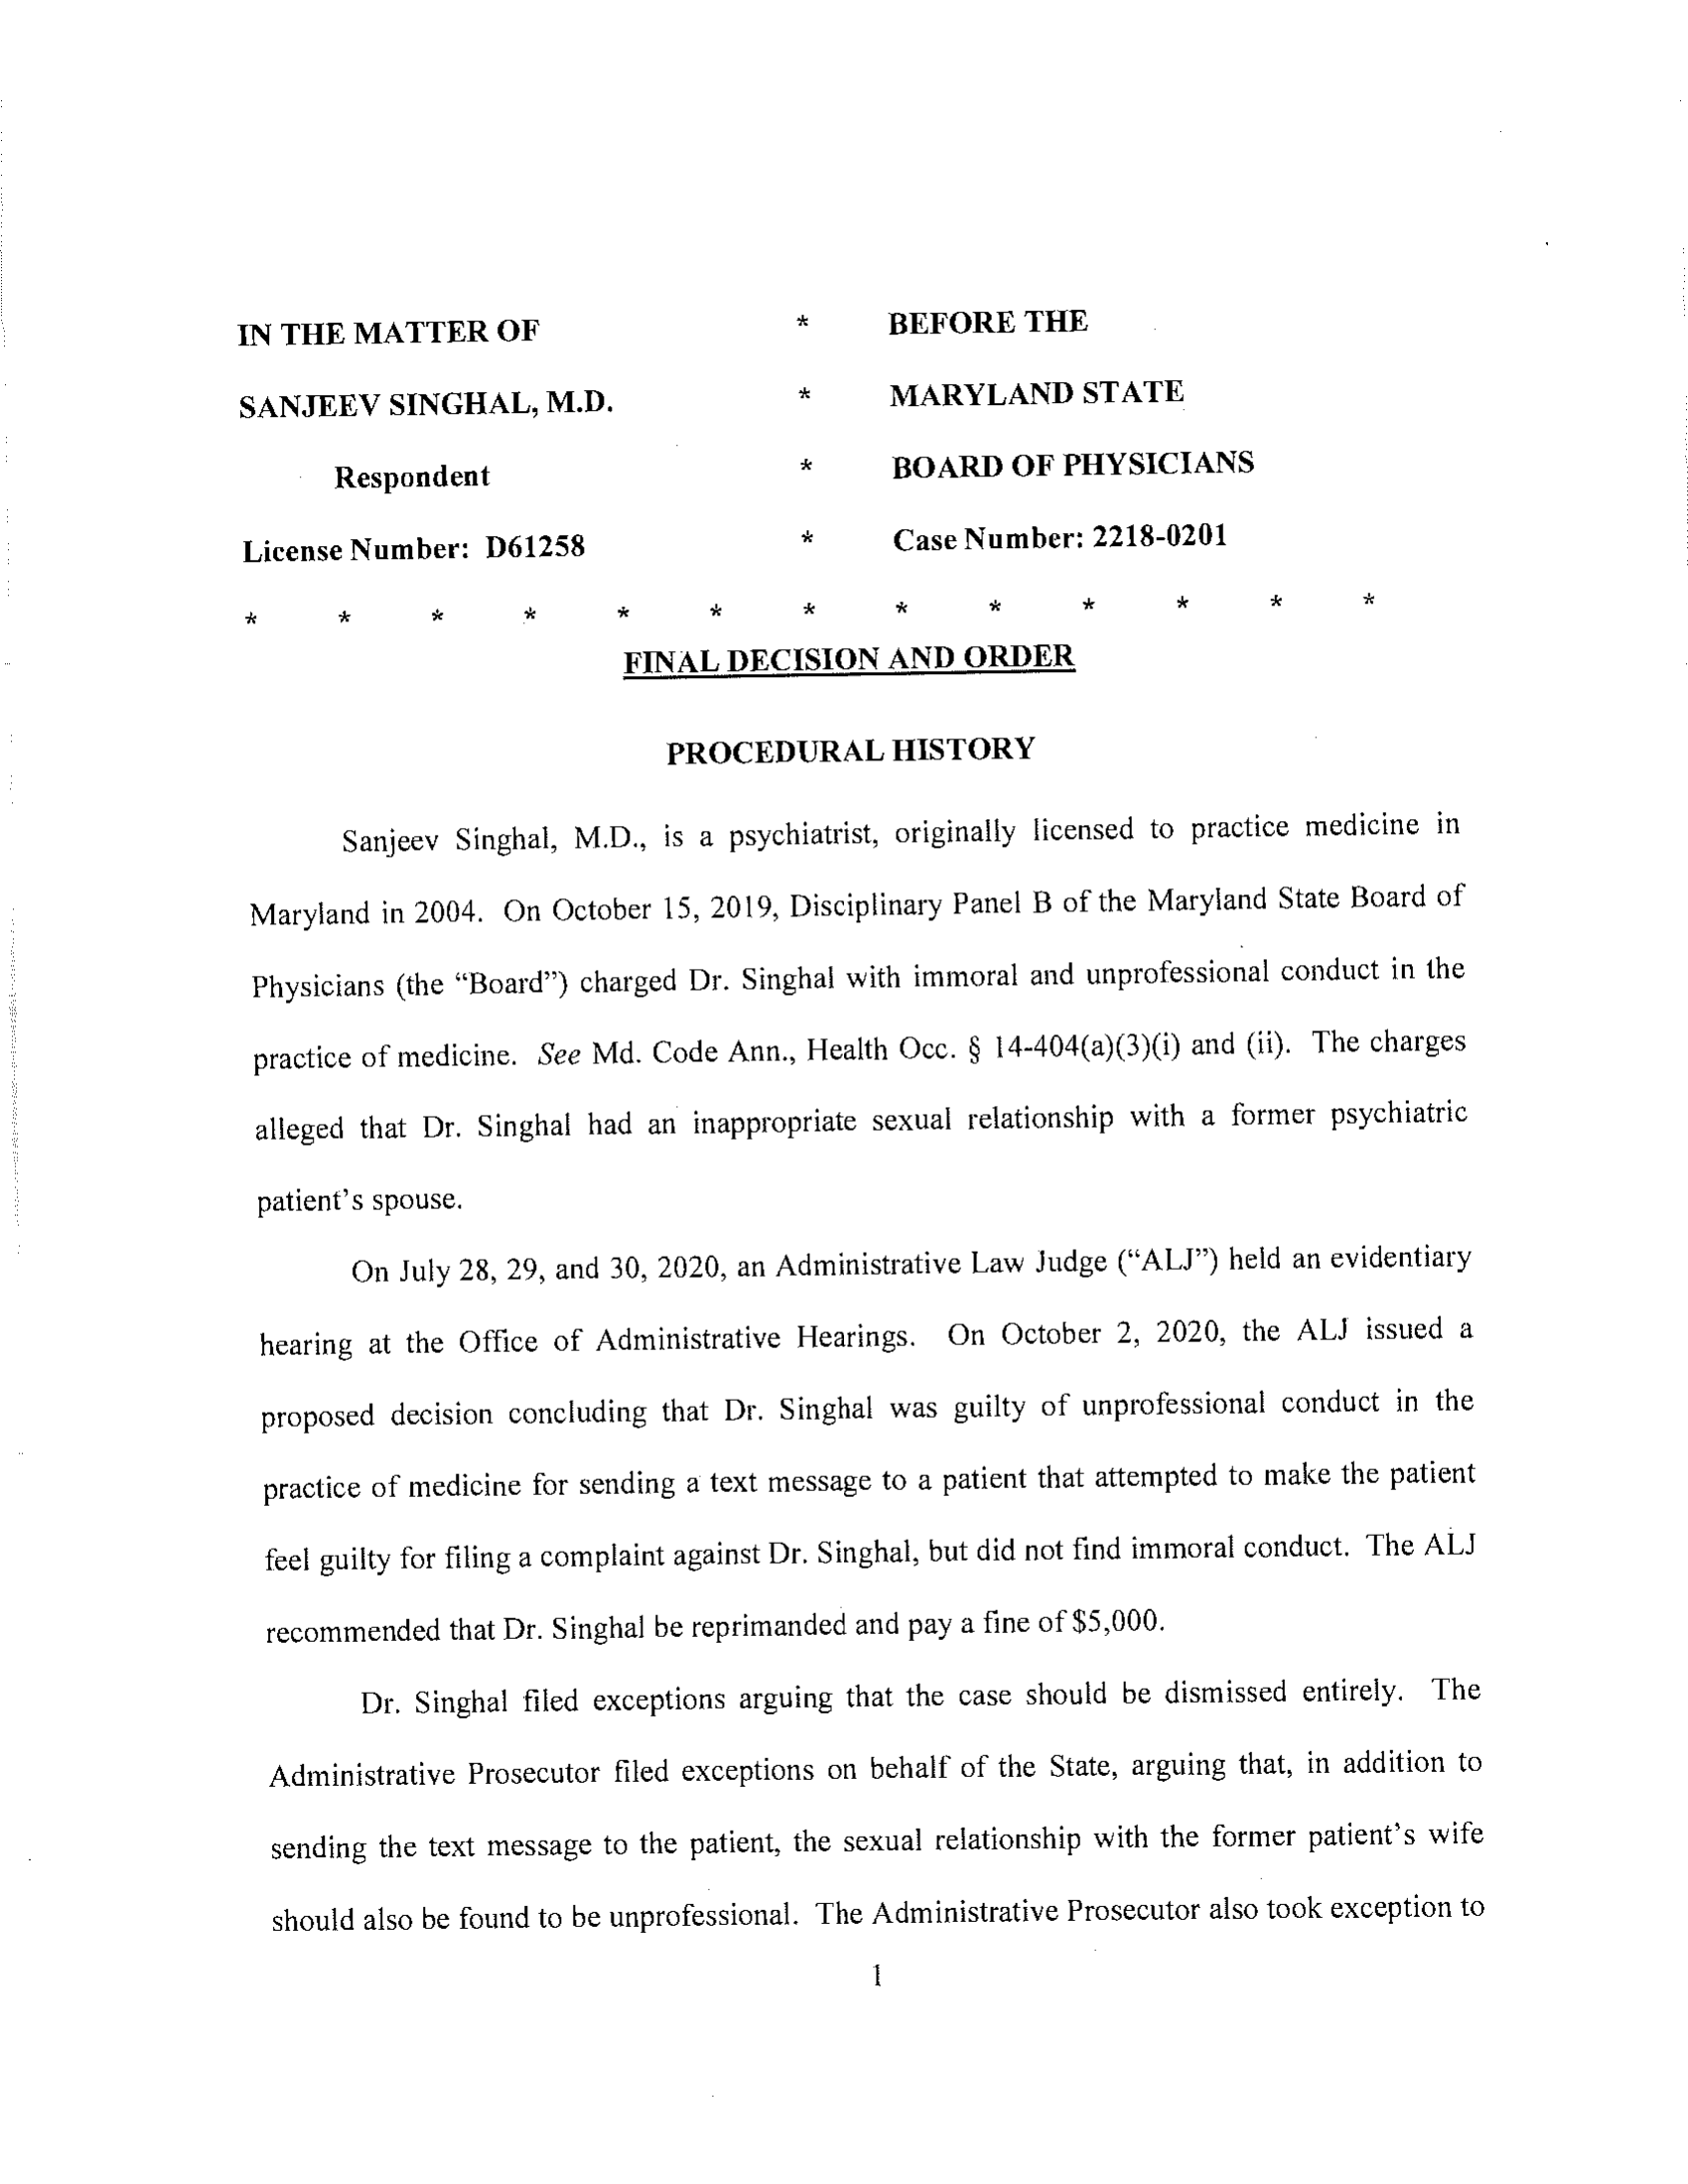 IN THE MATTER OF * BEFORE THE
SANJEEV SINGHAL, M.D. * MARYLAND STATE
Respondent * BOARD OF PHYSICIANS
License Number: D61258 * Case Number: 2218-0201
* * * * * * * * * * * * *
FINAL DECISION AND ORDER
PROCEDURAL HISTORY
Sanjeev Singhal, M.D., is a psychiatrist, originally licensed to practice medicine in
Maryland in 2004. On October 15, 2019, Disciplinary Panel B of the Maryland State Board of
Physicians (the “Board”) charged Dr. Singhal with immoral and unprofessional conduct in the
practice of medicine. See Md. Code Ann., Health Occ. § 14-404(a)(3)(i) and (ii). The charges
alleged that Dr. Singhal had an inappropriate sexual relationship with a former psychiatric
patient’s spouse.
On July 28, 29, and 30, 2020, an Administrative Law Judge (“ALJ”) held an evidentiary
hearing at the Office of Administrative Hearings. On October 2, 2020, the ALJ issued a
proposed decision concluding that Dr. Singhal was guilty of unprofessional conduct in the
practice of medicine for sending a text message to a patient that attempted to make the patient
feel guilty for filing a complaint against Dr. Singhal, but did not find immoral conduct. The ALJ
recommended that Dr. Singhal be reprimanded and pay a fine of $5,000.
Dr. Singhal filed exceptions arguing that the case should be dismissed entirely. The
Administrative Prosecutor filed exceptions on behalf of the State, arguing that, in addition to
sending the text message to the patient, the sexual relationship with the former patient’s wife
should also be found to be unprofessional. The Administrative Prosecutor also took exception to
1